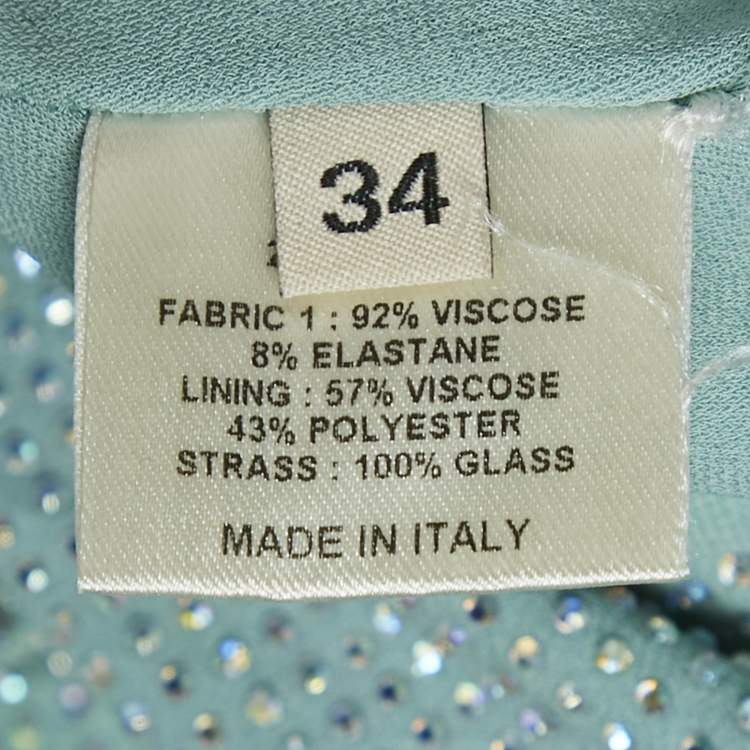 34
FABRIC 1 : 92% VISCOSE
8% ELASTANE
LINING : 57% VISCOSE
43% POLYESTER
STRASS : 100% GLASS
MADE IN ITALY